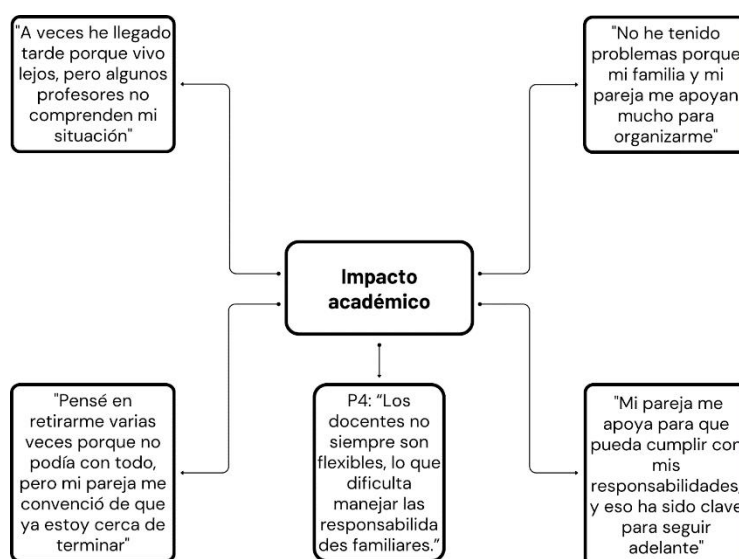 "A veces he llegado
tarde porque vivo
lejos, pero algunos
profesores no
comprenden mi
situación"
"No he tenido
problemas porque
mi familia y mi
pareja me apoyan
mucho para
organizarme"
Impacto
académico
"Pensé en
retirarme varias
veces porque no
podía con todo,
pero mi pareja me
convenció de que
ya estoy cerca de
terminar"
P4: “Los
docentes no
siempre son
flexibles, lo que
dificulta
manejar las
responsabilida
des familiares.”
"Mi pareja me
apoya para que
pueda cumplir con
mis
responsabilidades,
y eso ha sido clave
para seguir
adelante"